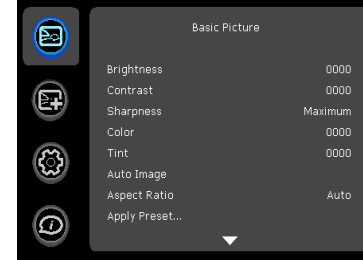 Basic Picture
Brightness 0000
Contrast 0000
Sharpness Maximum
Color 0000
Tint 0000
Auto Image
Aspect Ratio Auto
Apply Preset...